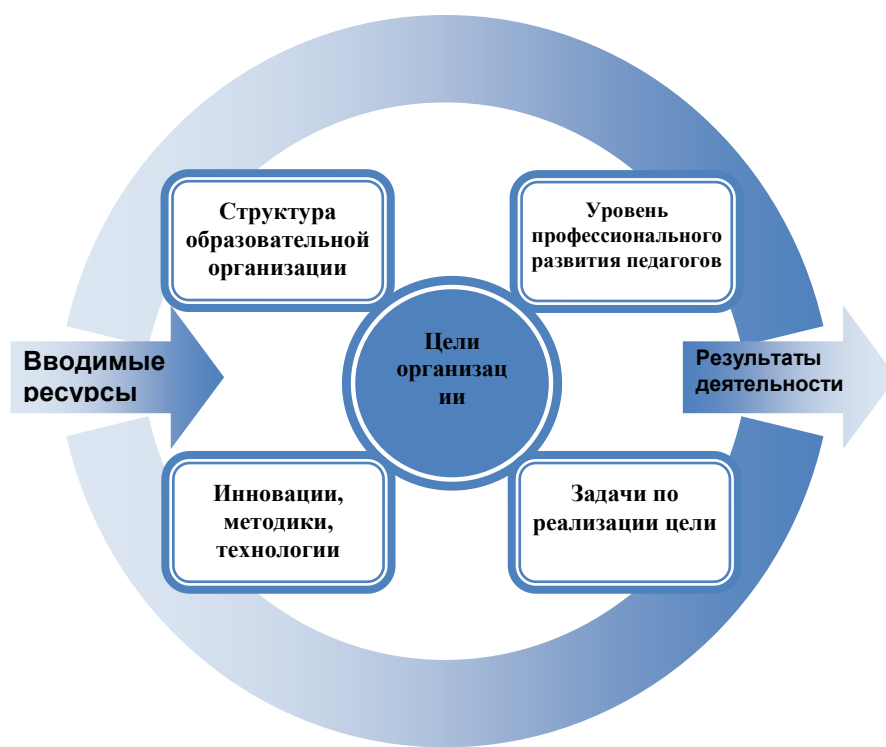 Структура
образовательной
организации
Уровень
профессионального
развития педагогов
Цели
организац
ии
Вводимые
ресурсы
Результаты
деятельности
Инновации,
методики,
технологии
Задачи по
реализации цели